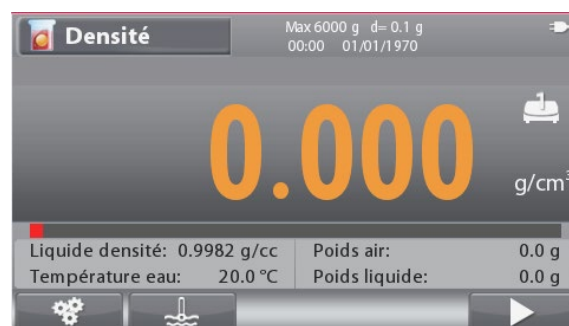 Densité
Max 6000 g d= 0.1 g
00:00 01/01/1970
0.000
g/cm³
Liquide densité: 0.9982 g/cc
Température eau: 20.0 °C
Poids air: 0.0 g
Poids liquide: 0.0 g